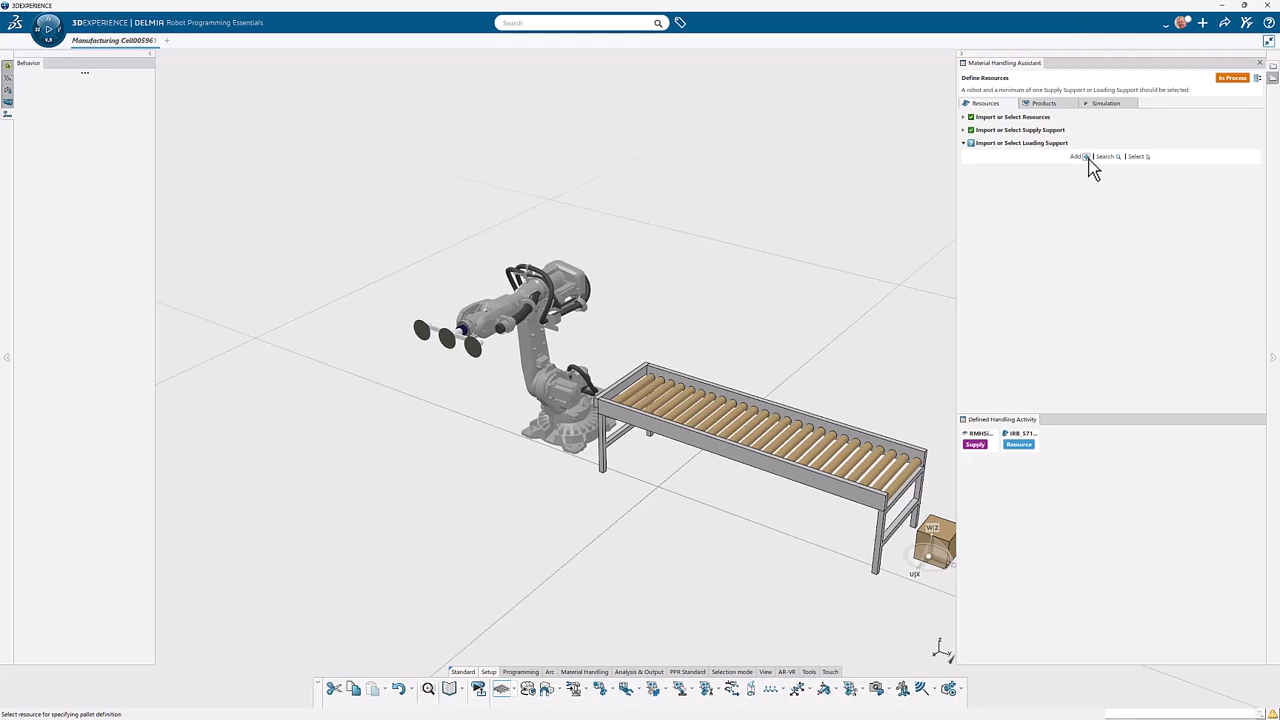 3DEXPERIENCE
3DEXPERIENCE | DELMIA Robot Programming Essentials
Search
Manufacturing Cell00596
Behavior
Material Handling Assistant
Define Resources
In Process
A robot and a minimum of one Supply Support or Loading Support should be selected
Resources Products Simulation
Import or Select Resources
Import or Select Supply Support
Import or Select Loading Support
Add Search Select
Defined Handling Activity
RMHSi... IRB_571...
Supply Resource
W|Z
U|X
z
Standard Setup Programming Arc Material Handling Analysis & Output PPR Standard Selection mode View AR-VR Tools Touch
Select resource for specifying pallet definition